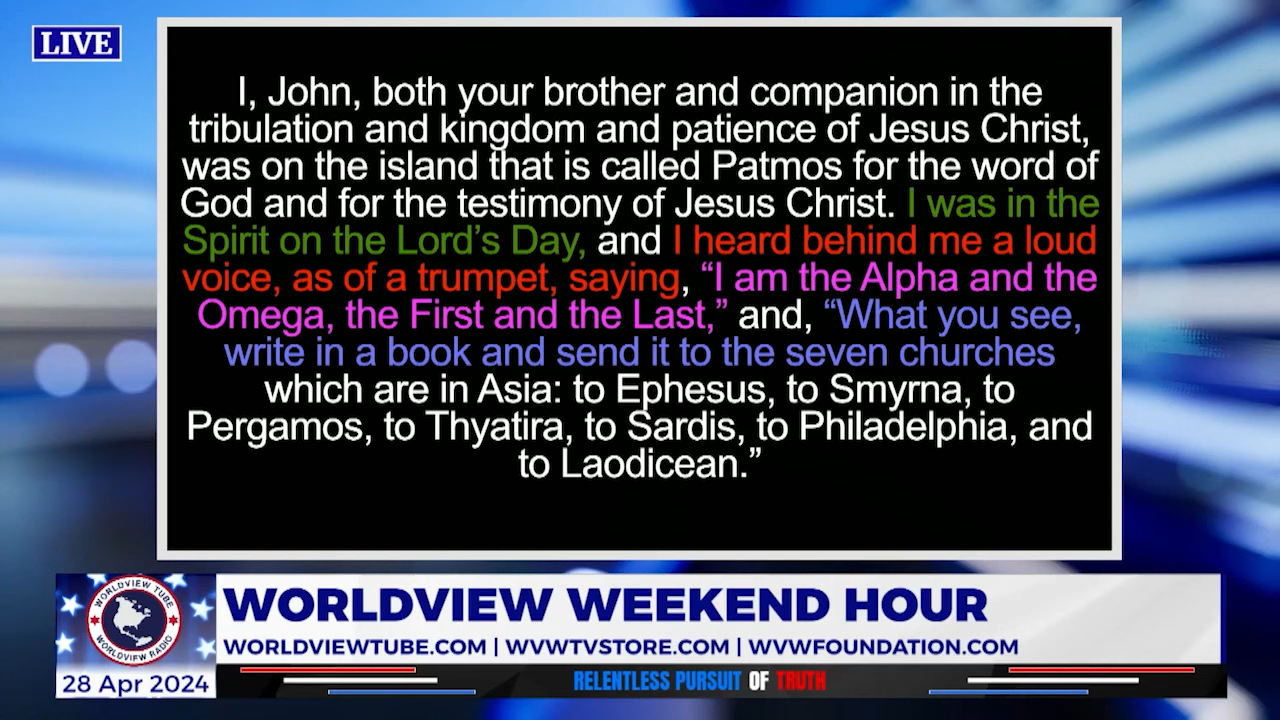 LIVE
I, John, both your brother and companion in the
tribulation and kingdom and patience of Jesus Christ,
was on the island that is called Patmos for the word of
God and for the testimony of Jesus Christ. I was in the
Spirit on the Lord’s Day, and I heard behind me a loud
voice, as of a trumpet, saying, “I am the Alpha and the
Omega, the First and the Last,” and, “What you see,
write in a book and send it to the seven churches
which are in Asia: to Ephesus, to Smyrna, to
Pergamos, to Thyatira, to Sardis, to Philadelphia, and
to Laodicean.”
WORLDVIEW TUBE
WORLDVIEW RADIO
28 Apr 2024
WORLDVIEW WEEKEND HOUR
WORLDVIEWTUBE.COM | WVWTVSTORE.COM | WVWFOUNDATION.COM
RELENTLESS PURSUIT OF TRUTH